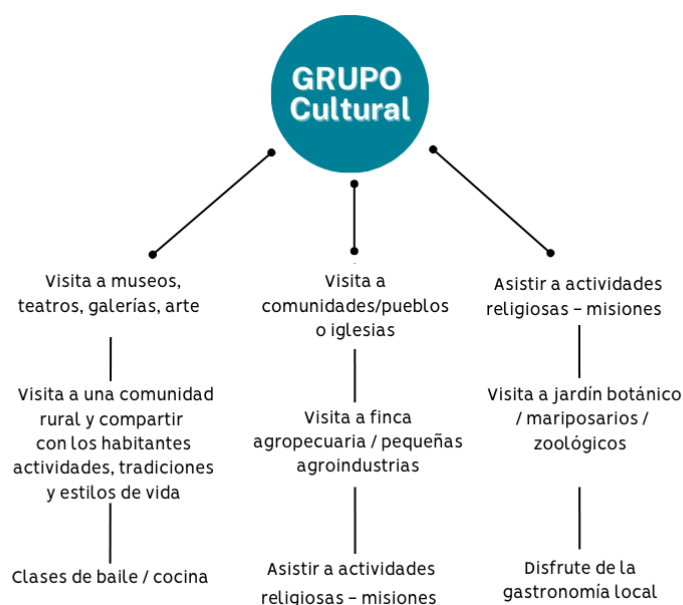 GRUPO
Cultural
Visita a museos,
teatros, galerías, arte
Visita a una comunidad
rural y compartir
con los habitantes
actividades, tradiciones
y estilos de vida
Clases de baile / cocina
Visita a
comunidades/pueblos
o iglesias
Visita a finca
agropecuaria / pequeñas
agroindustrias
Asistir a actividades
religiosas – misiones
Asistir a actividades
religiosas – misiones
Visita a jardín botánico
/ mariposarios /
zoológicos
Disfrute de la
gastronomía local